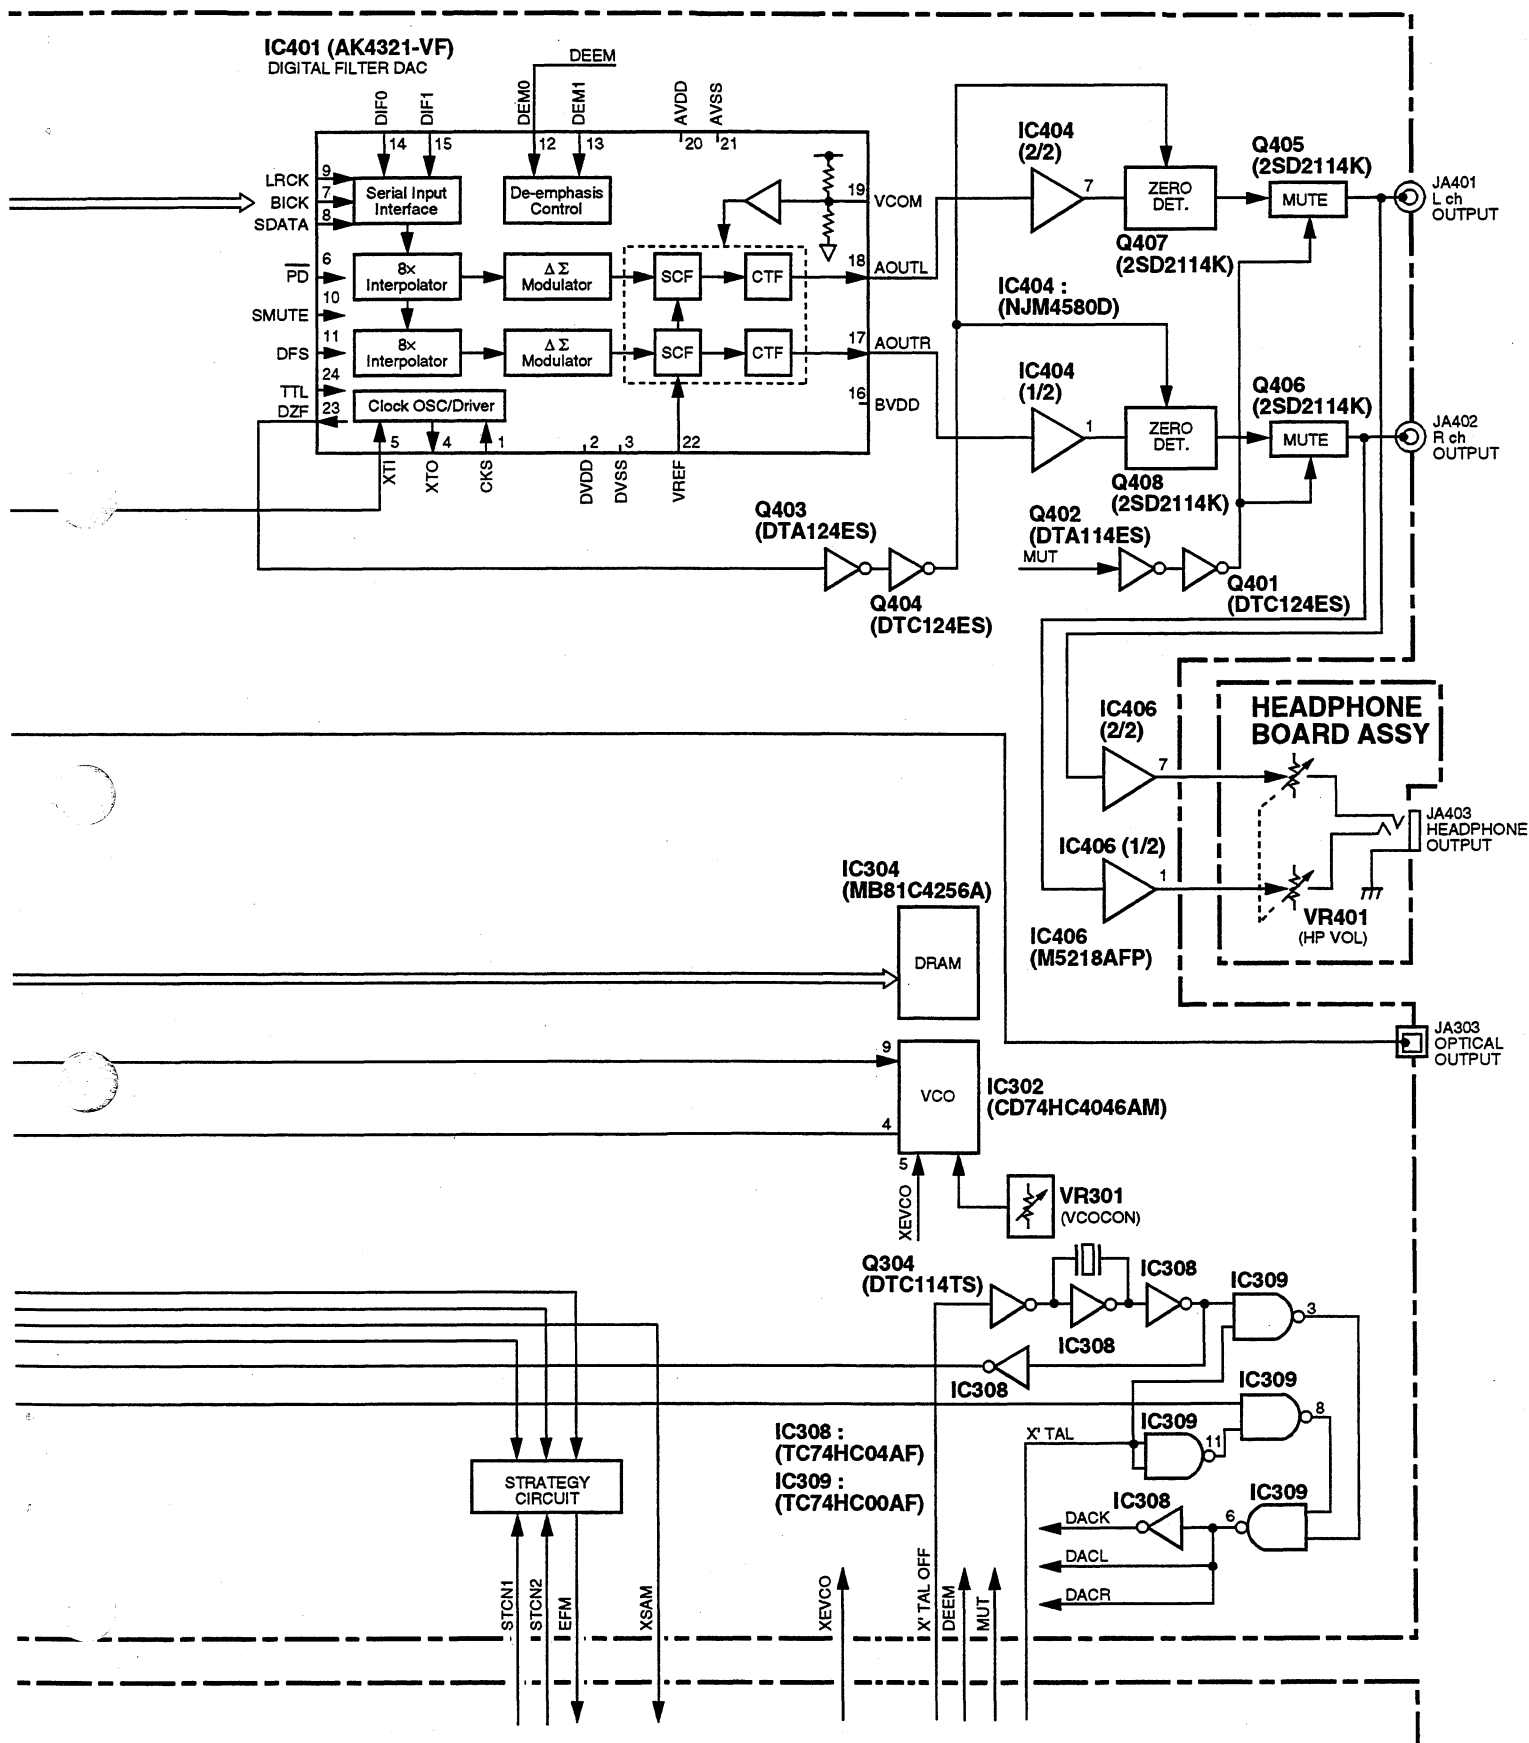 IC401 (AK4321-VF)
DIGITAL FILTER DAC
DEEM
DIF0
DIF1
DEM0
DEM1
AVDD
AVSS
14
15
12
13
20
21
LRCK
9
BICK
7
SDATA
8
Serial Input
Interface
De-emphasis
Control
19
VCOM
PD
6
8x
Interpolator
ΔΣ
Modulator
SCF
CTF
18
AOUTL
SMUTE
10
DFS
11
8x
Interpolator
ΔΣ
Modulator
SCF
CTF
17
AOUTR
TTL
24
DZF
23
Clock OSC/Driver
16
BVDD
5
4
1
2
3
22
XTI
XTO
CKS
DVDD
DVSS
VREF
IC404
(2/2)
7
ZERO
DET.
Q407
(2SD2114K)
Q405
(2SD2114K)
MUTE
JA401
L ch
OUTPUT
IC404 :
(NJM4580D)
IC404
(1/2)
1
ZERO
DET.
Q408
(2SD2114K)
Q406
(2SD2114K)
MUTE
JA402
R ch
OUTPUT
Q403
(DTA124ES)
Q404
(DTC124ES)
Q402
(DTA114ES)
MUT
Q401
(DTC124ES)
HEADPHONE
BOARD ASSY
IC406
(2/2)
7
IC406 (1/2)
1
IC406
(M5218AFP)
VR401
(HP VOL)
JA403
HEADPHONE
OUTPUT
IC304
(MB81C4256A)
DRAM
JA303
OPTICAL
OUTPUT
9
4
5
VCO
IC302
(CD74HC4046AM)
XEVCO
VR301
(VCOCON)
Q304
(DTC114TS)
IC308
IC309
3
IC308
IC308
IC309
8
X' TAL
IC309
11
IC308 :
(TC74HC04AF)
IC309 :
(TC74HC00AF)
STRATEGY
CIRCUIT
IC308
IC309
6
DACK
DACL
DACR
STCN1
STCN2
EFM
XSAM
XEVCO
X' TAL OFF
DEEM
MUT